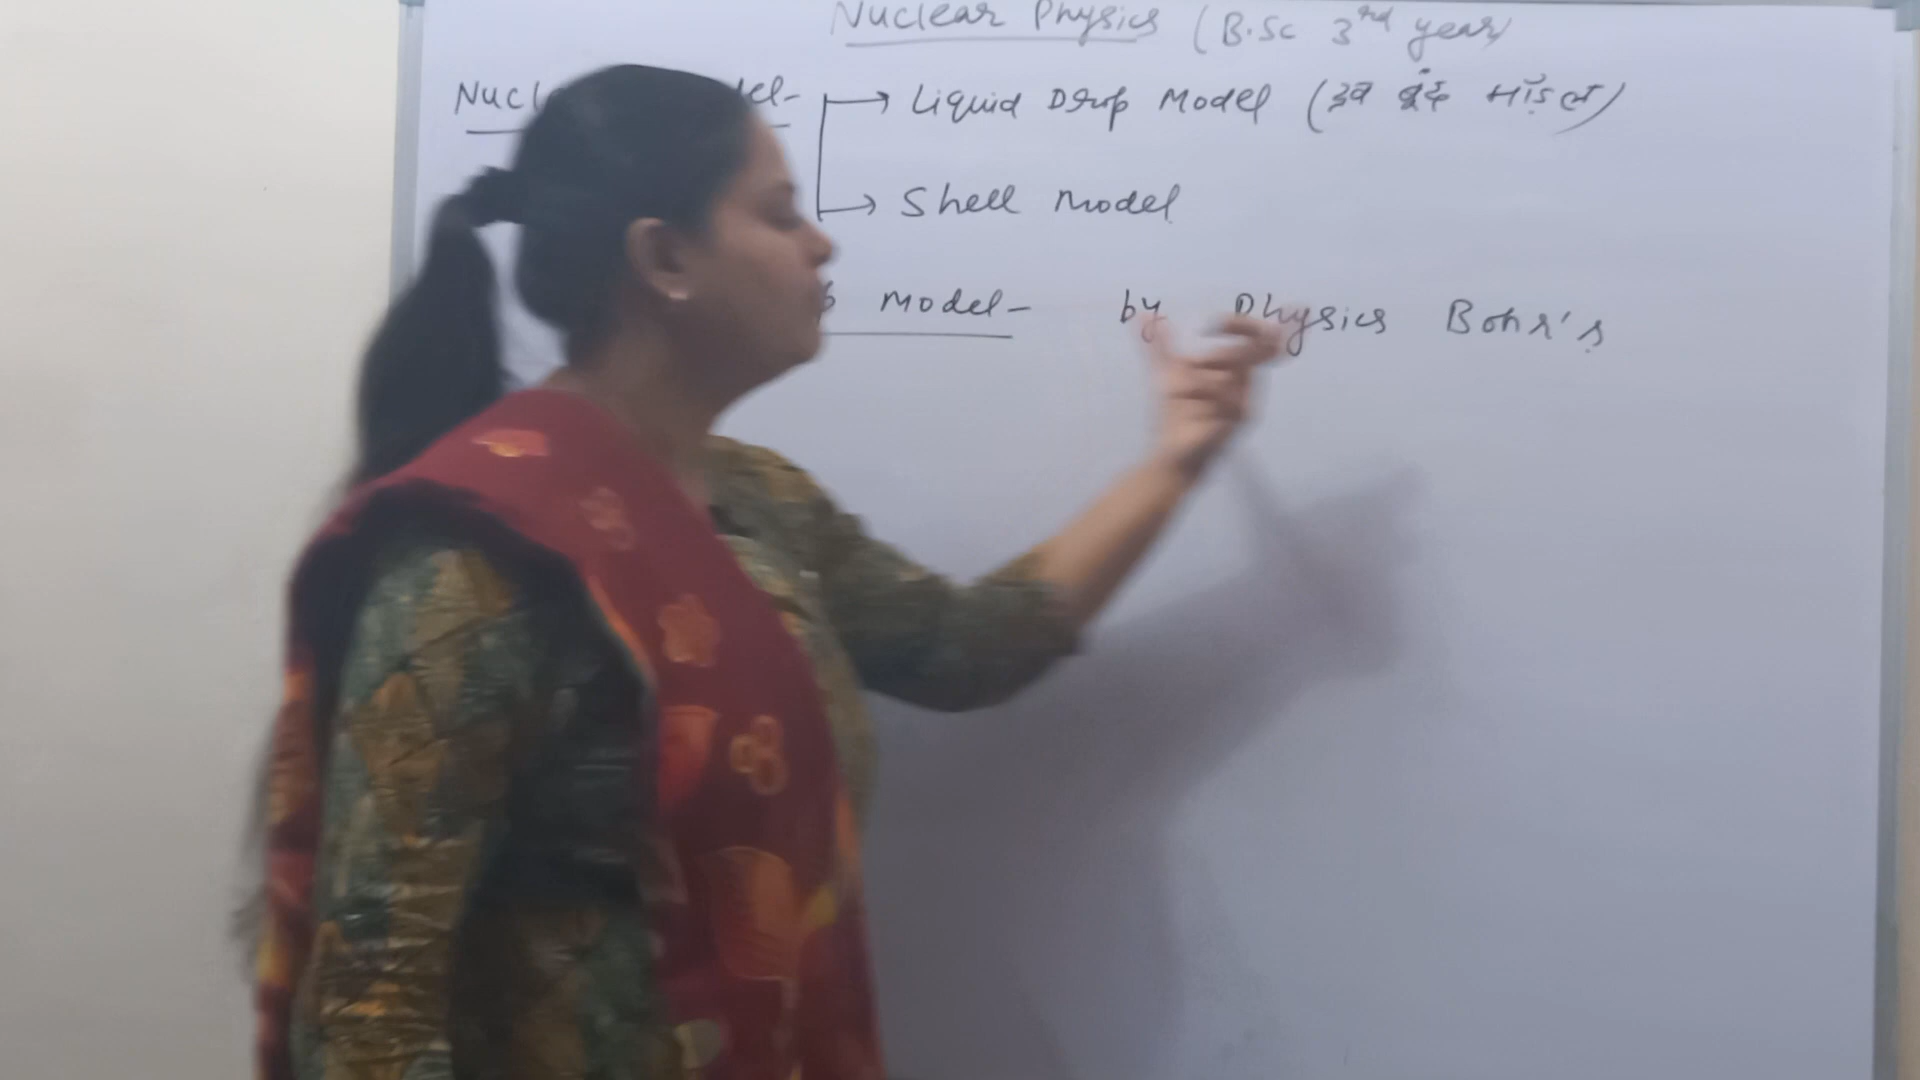 Nuclear Physics (B.Sc 3rd year)
→ Liquid Drop Model (द्रव बूंद मॉडल)
→ Shell Model
Model- by Physics Bohr's